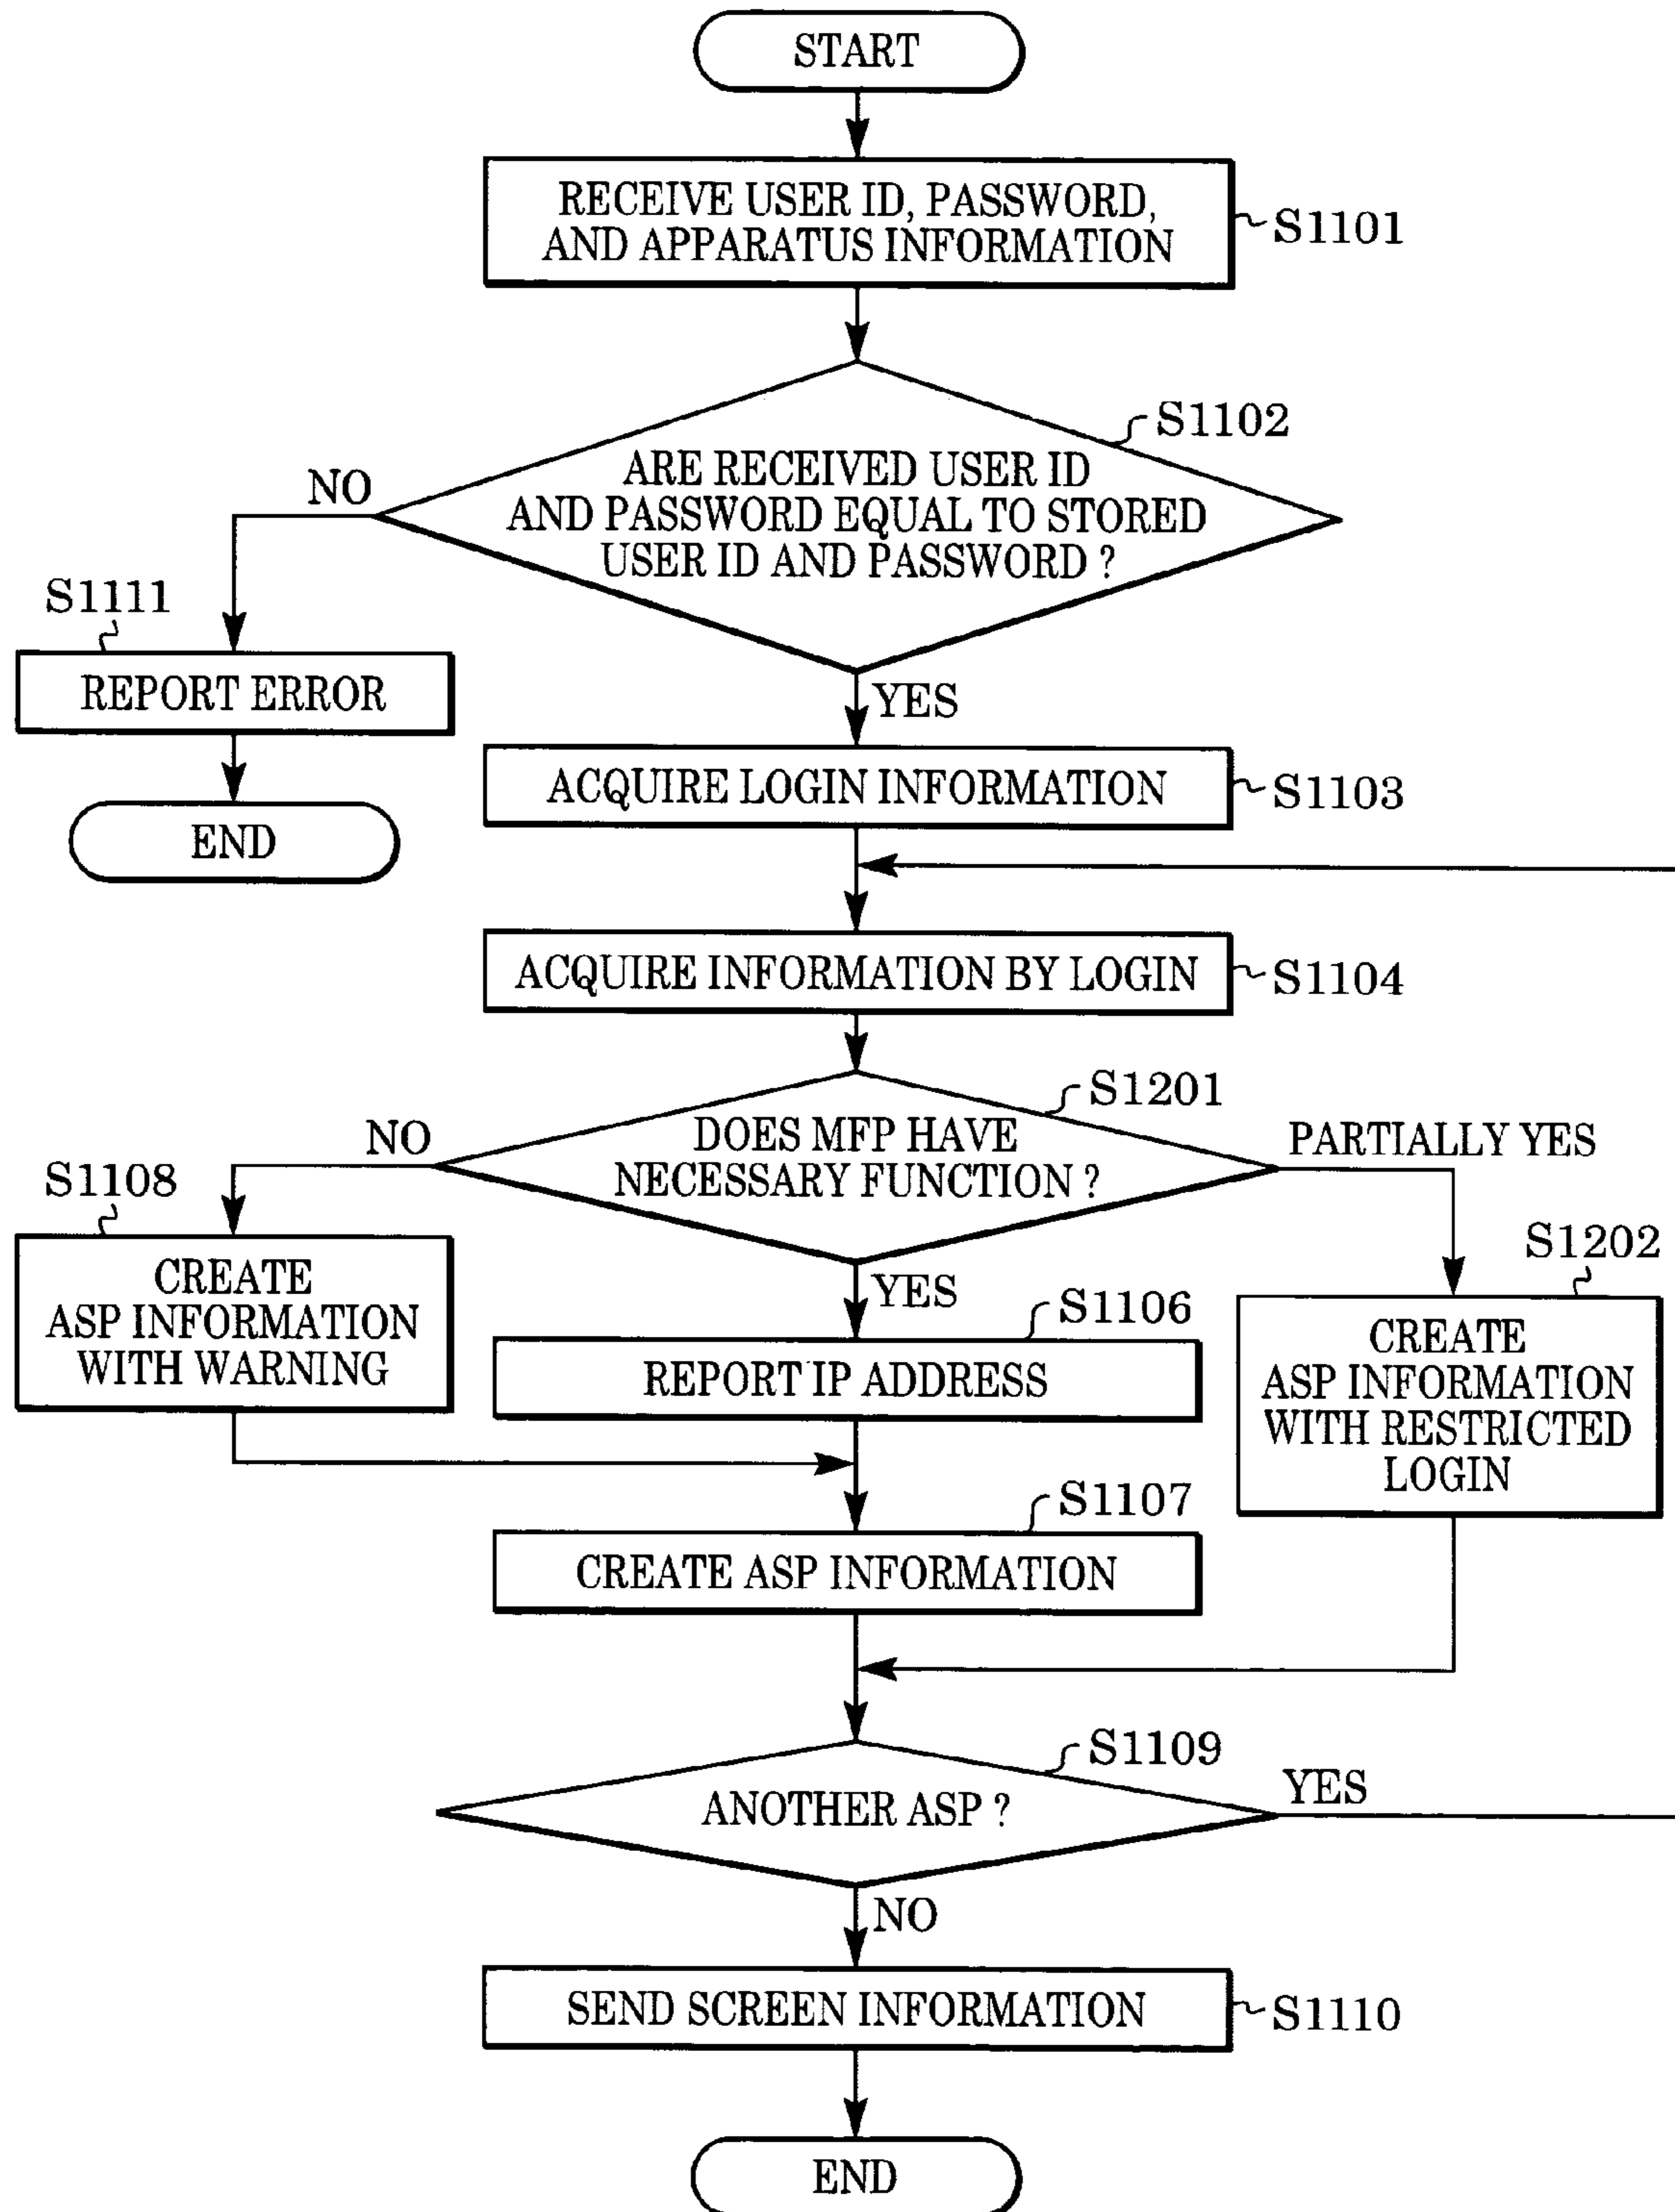 START
RECEIVE USER ID, PASSWORD,
AND APPARATUS INFORMATION
S1101
S1102
ARE RECEIVED USER ID
AND PASSWORD EQUAL TO STORED
USER ID AND PASSWORD ?
NO
S1111
REPORT ERROR
END
YES
ACQUIRE LOGIN INFORMATION
S1103
ACQUIRE INFORMATION BY LOGIN
S1104
S1201
DOES MFP HAVE
NECESSARY FUNCTION ?
NO
PARTIALLY YES
S1108
CREATE
ASP INFORMATION
WITH WARNING
YES
S1106
REPORT IP ADDRESS
S1202
CREATE
ASP INFORMATION
WITH RESTRICTED
LOGIN
S1107
CREATE ASP INFORMATION
S1109
ANOTHER ASP ?
YES
NO
SEND SCREEN INFORMATION
S1110
END